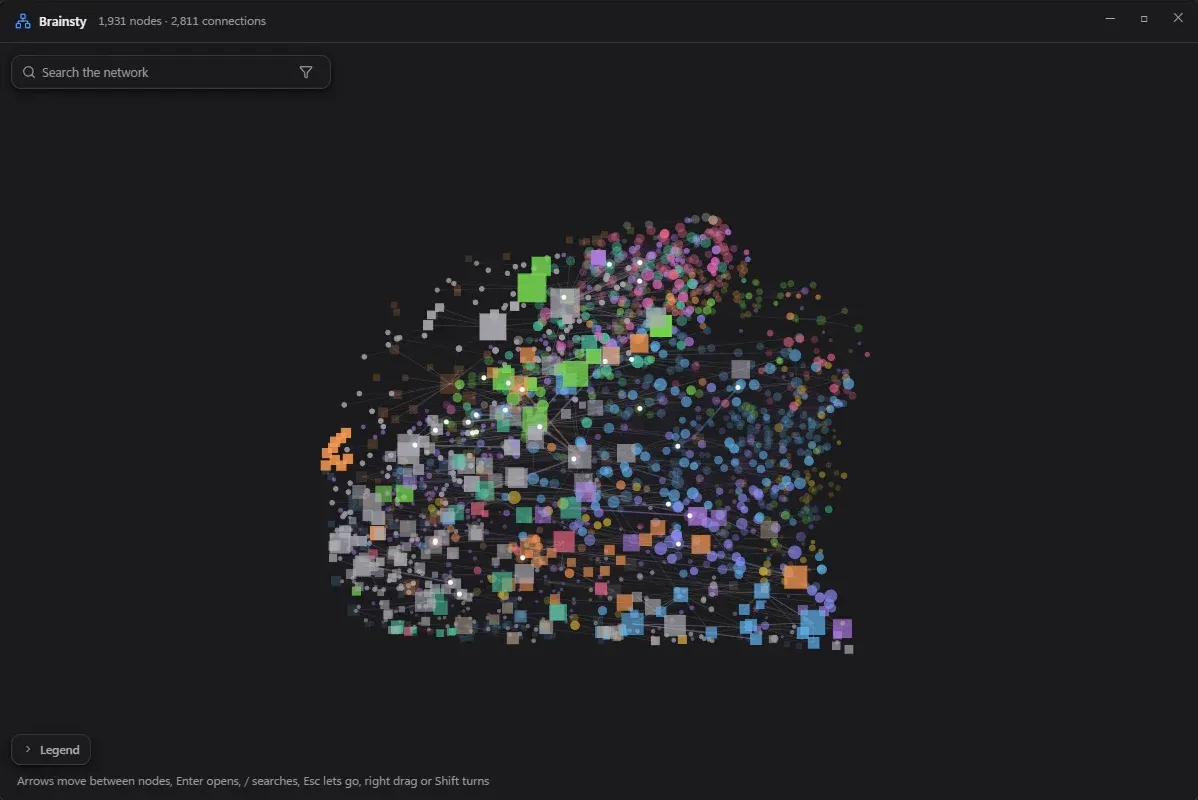 Brainsty 1,931 nodes · 2,811 connections
Search the network
Legend
Arrows move between nodes, Enter opens, / searches, Esc lets go, right drag or Shift turns